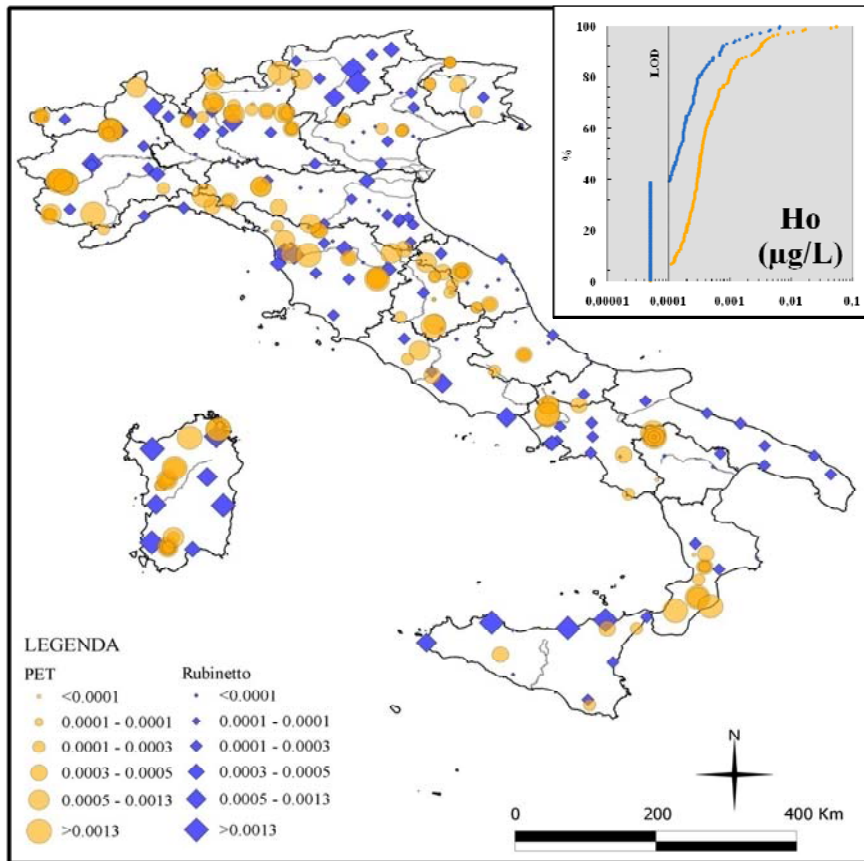 100
80
60
40
20
0
%
LOD
Ho
(µg/L)
0,00001 0,0001 0,001 0,01 0,1
LEGENDA
PET Rubinetto
<0.0001 <0.0001
0.0001 - 0.0001 0.0001 - 0.0001
0.0001 - 0.0003 0.0001 - 0.0003
0.0003 - 0.0005 0.0003 - 0.0005
0.0005 - 0.0013 0.0005 - 0.0013
>0.0013 >0.0013
N
0 200 400 Km